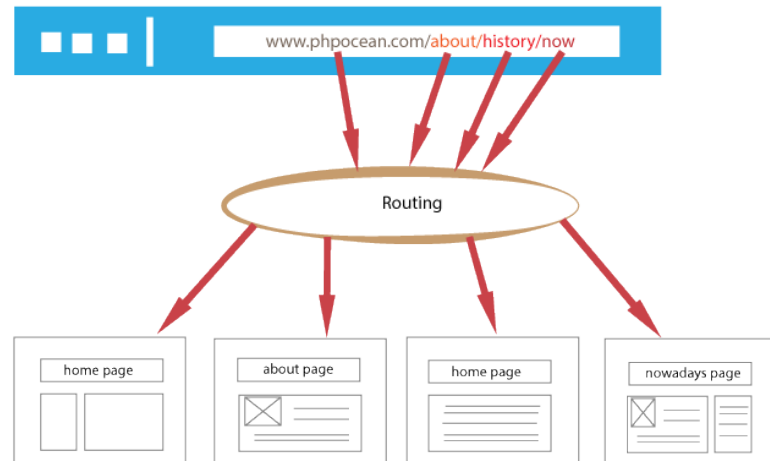 www.phpocean.com/about/history/now
Routing
home page
about page
home page
nowadays page